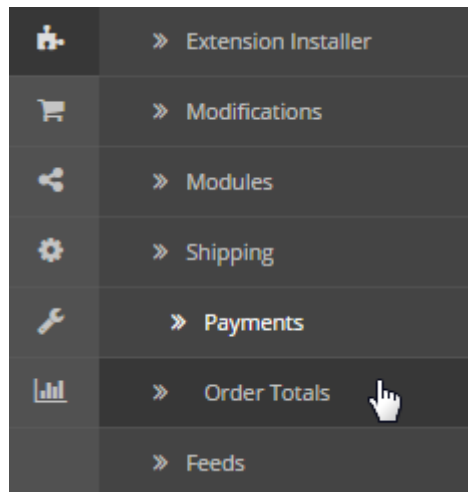 Extension Installer
Modifications
Modules
Shipping
Payments
Order Totals
Feeds